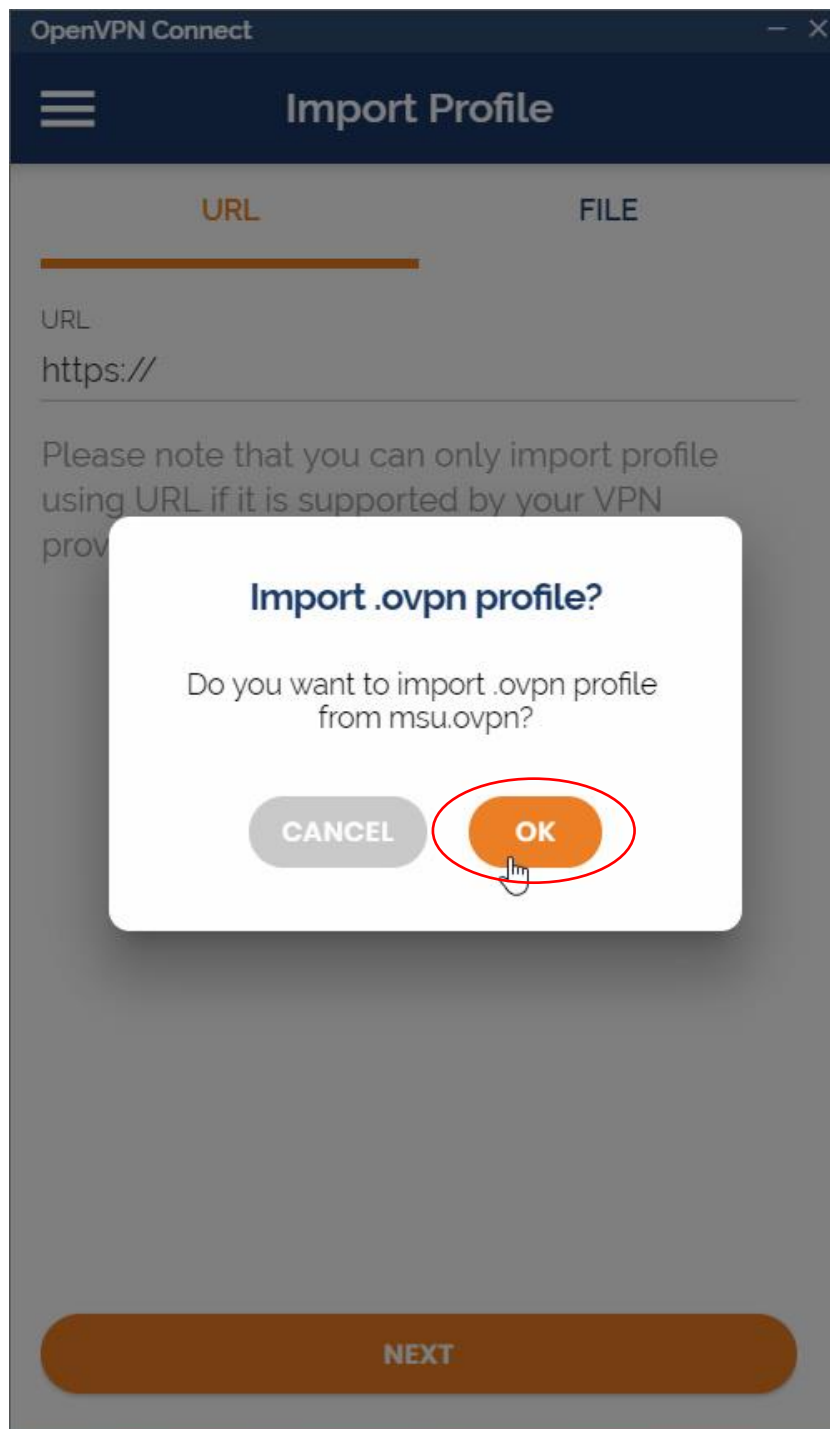 OpenVPN Connect
Import Profile
URL
FILE
URL
https://
Please note that you can only import profile
using URL if it is supported by your VPN
prov
Import .ovpn profile?
Do you want to import .ovpn profile
from msu.ovpn?
CANCEL
OK
NEXT